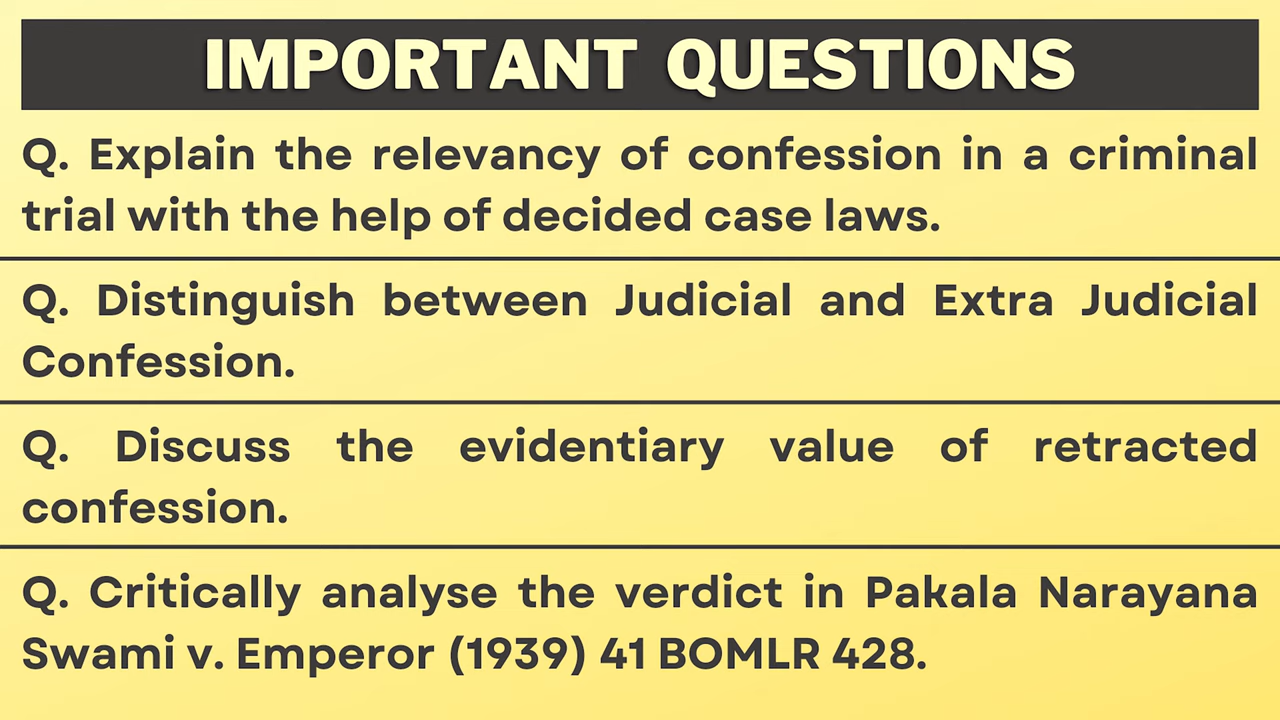 IMPORTANT QUESTIONS
Q. Explain the relevancy of confession in a criminal
trial with the help of decided case laws.
Q. Distinguish between Judicial and Extra Judicial
Confession.
Q. Discuss the evidentiary value of retracted
confession.
Q. Critically analyse the verdict in Pakala Narayana
Swami v. Emperor (1939) 41 BOMLR 428.